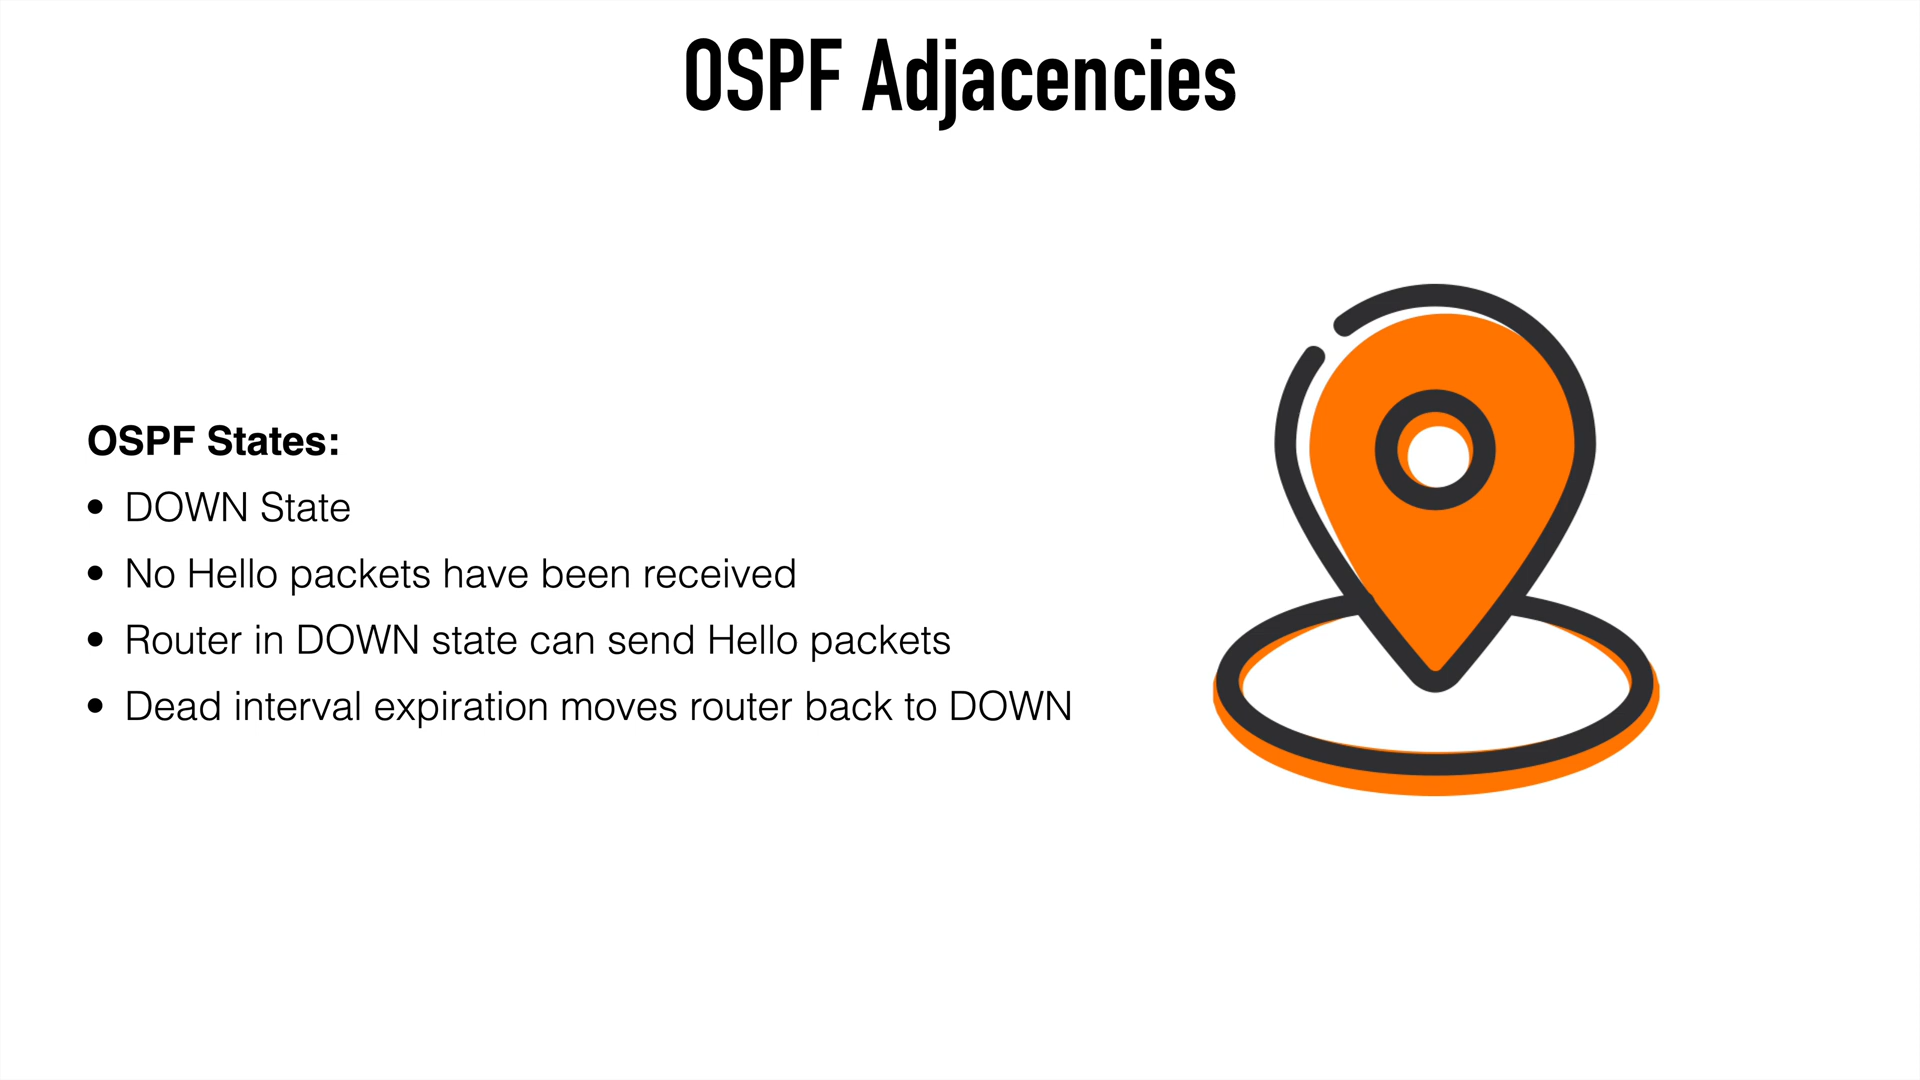 OSPF Adjacencies
OSPF States:
• DOWN State
• No Hello packets have been received
• Router in DOWN state can send Hello packets
• Dead interval expiration moves router back to DOWN